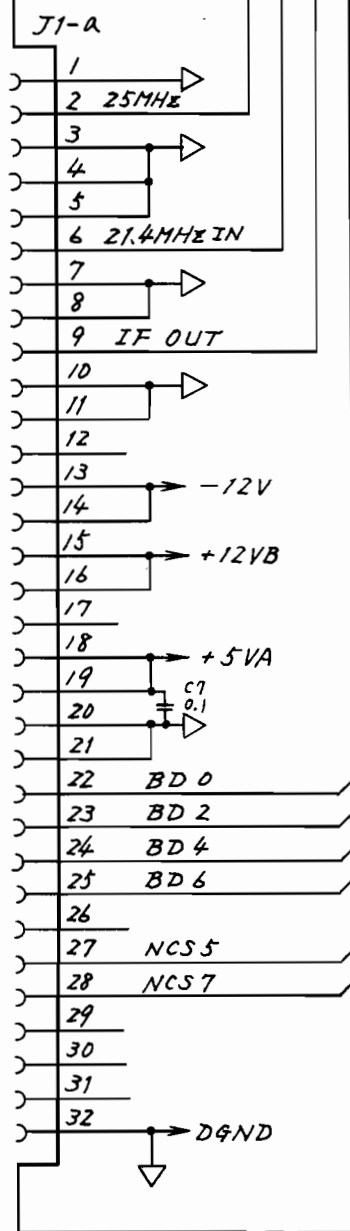 J1-a
1
2 25MHz
3
4
5
6 21.4MHz IN
7
8
9 IF OUT
10
11
12
13 -12V
14
15 +12VB
16
17
18 +5VA
19 C7
0.1
20
21
22 BD 0
23 BD 2
24 BD 4
25 BD 6
26
27 NCS 5
28 NCS 7
29
30
31
32 DGND